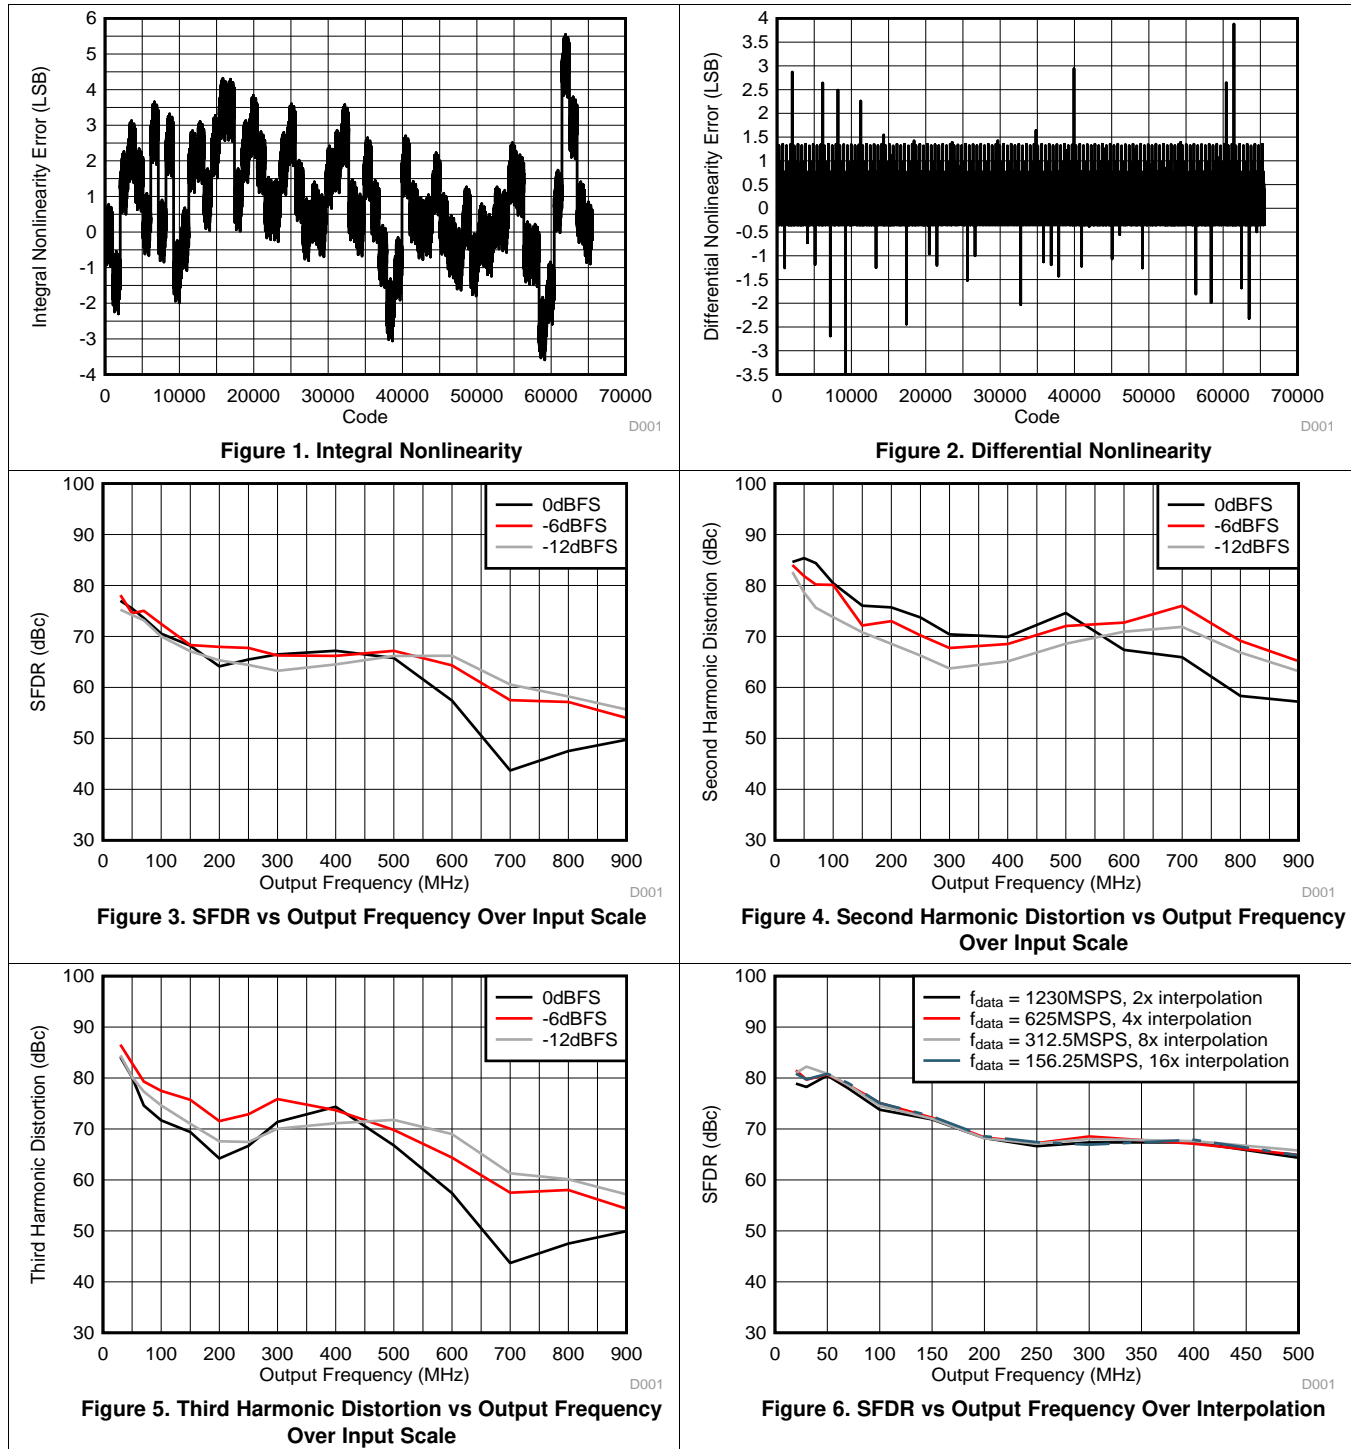 6
5
4
3
2
1
0
-1
-2
-3
-4
Integral Nonlinearity Error (LSB)
0 10000 20000 30000 40000 50000 60000 70000
Code
D001
Figure 1. Integral Nonlinearity
4
3.5
3
2.5
2
1.5
1
0.5
0
-0.5
-1
-1.5
-2
-2.5
-3
-3.5
Differential Nonlinearity Error (LSB)
0 10000 20000 30000 40000 50000 60000 70000
Code
D001
Figure 2. Differential Nonlinearity
100
90
80
70
60
50
40
30
SFDR (dBc)
0dBFS
-6dBFS
-12dBFS
0 100 200 300 400 500 600 700 800 900
Output Frequency (MHz)
D001
Figure 3. SFDR vs Output Frequency Over Input Scale
100
90
80
70
60
50
40
30
Second Harmonic Distortion (dBc)
0dBFS
-6dBFS
-12dBFS
0 100 200 300 400 500 600 700 800 900
Output Frequency (MHz)
D001
Figure 4. Second Harmonic Distortion vs Output Frequency
Over Input Scale
100
90
80
70
60
50
40
30
Third Harmonic Distortion (dBc)
0dBFS
-6dBFS
-12dBFS
0 100 200 300 400 500 600 700 800 900
Output Frequency (MHz)
D001
Figure 5. Third Harmonic Distortion vs Output Frequency
Over Input Scale
100
90
80
70
60
50
40
30
SFDR (dBc)
fdata = 1230MSPS, 2x interpolation
fdata = 625MSPS, 4x interpolation
fdata = 312.5MSPS, 8x interpolation
fdata = 156.25MSPS, 16x interpolation
0 50 100 150 200 250 300 350 400 450 500
Output Frequency (MHz)
D001
Figure 6. SFDR vs Output Frequency Over Interpolation